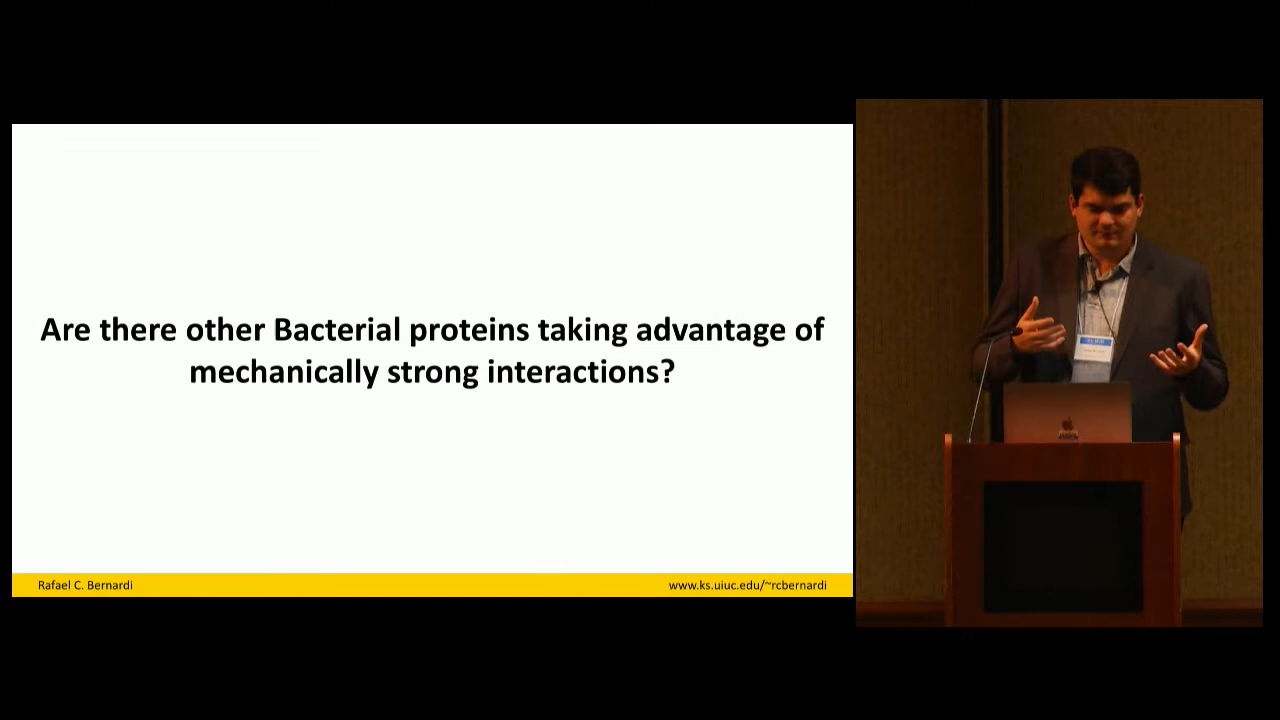 Are there other Bacterial proteins taking advantage of
mechanically strong interactions?
Rafael C. Bernardi
www.ks.uiuc.edu/~rcbernardi